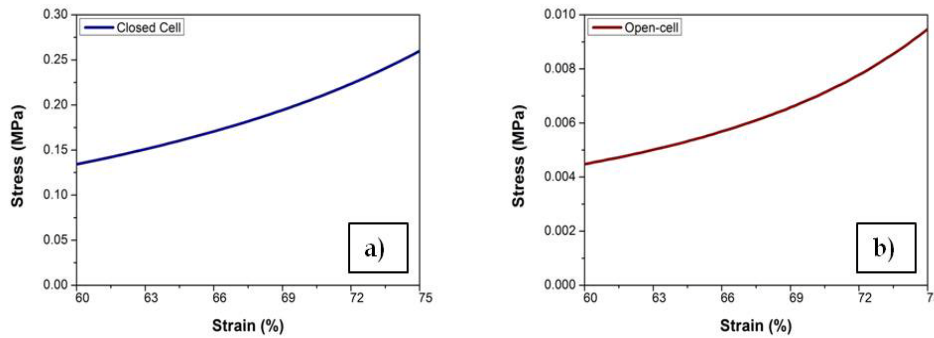 Closed Cell
Stress (MPa)
0.30
0.25
0.20
0.15
0.10
0.05
0.00
60 63 66 69 72 75
Strain (%)
a)
Open-cell
Stress (MPa)
0.010
0.008
0.006
0.004
0.002
0.000
60 63 66 69 72 7
Strain (%)
b)